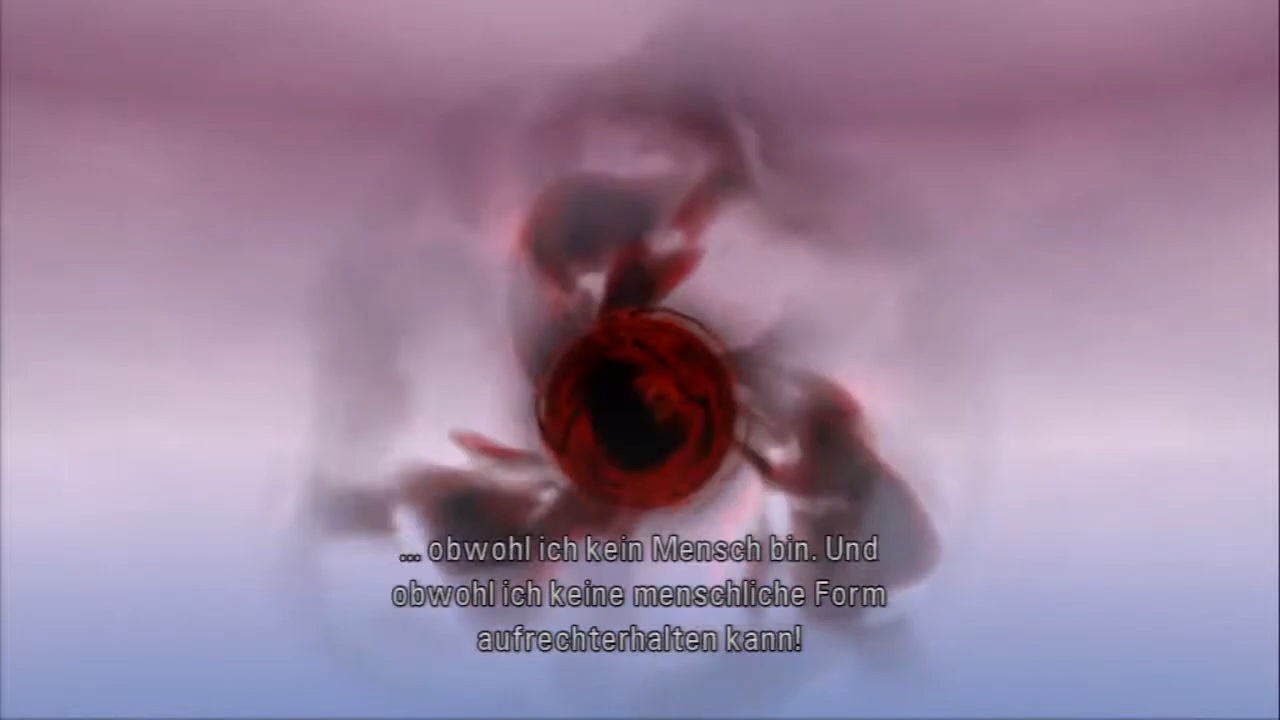 ... obwohl ich kein Mensch bin. Und
obwohl ich keine menschliche Form
aufrechterhalten kann!